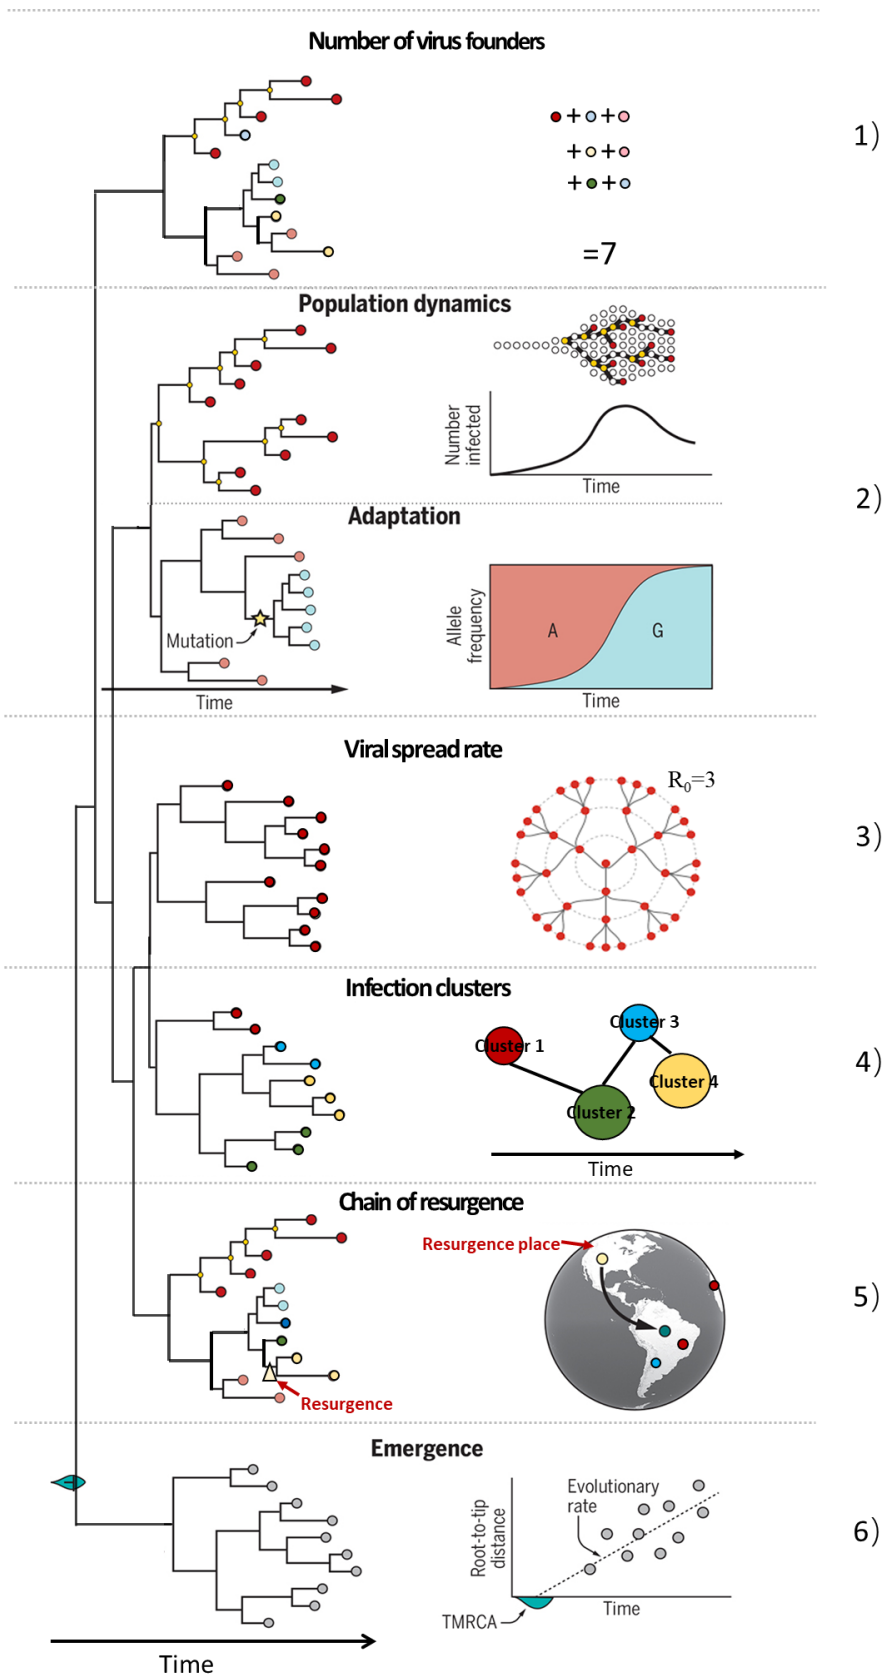 Number of virus founders
+ +
+ +
+ +
=7
1)
Population dynamics
Number
infected
Time
2)
Adaptation
Mutation
Time
Allele
frequency
A
G
Time
Viral spread rate
R₀=3
3)
Infection clusters
Cluster 1
Cluster 2
Cluster 3
Cluster 4
Time
4)
Chain of resurgence
Resurgence place
Resurgence
5)
Emergence
Root-to-tip
distance
Evolutionary
rate
TMRCA
Time
6)
Time